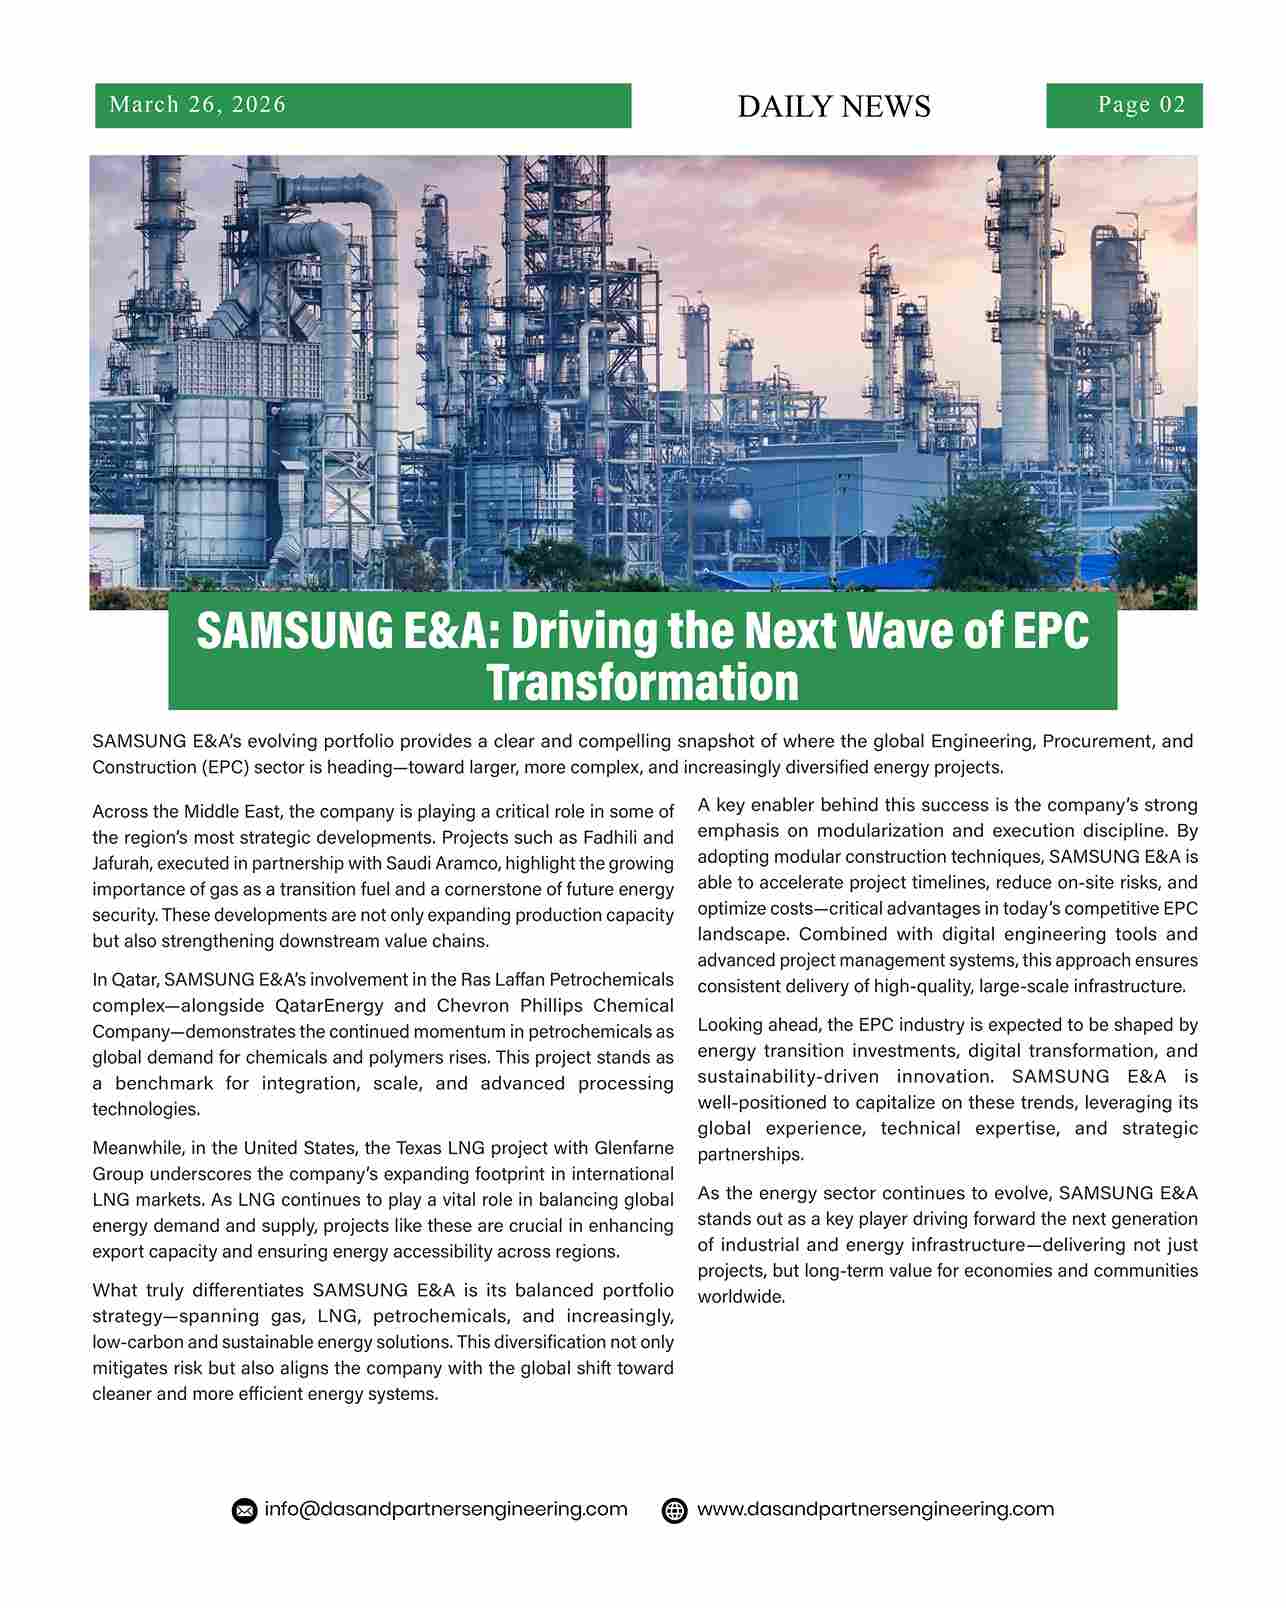 March 26, 2026
DAILY NEWS
Page 02
SAMSUNG E&A: Driving the Next Wave of EPC
Transformation
SAMSUNG E&A’s evolving portfolio provides a clear and compelling snapshot of where the global Engineering, Procurement, and
Construction (EPC) sector is heading—toward larger, more complex, and increasingly diversified energy projects.
Across the Middle East, the company is playing a critical role in some of
the region’s most strategic developments. Projects such as Fadhili and
Jafurah, executed in partnership with Saudi Aramco, highlight the growing
importance of gas as a transition fuel and a cornerstone of future energy
security. These developments are not only expanding production capacity
but also strengthening downstream value chains.
In Qatar, SAMSUNG E&A’s involvement in the Ras Laffan Petrochemicals
complex—alongside QatarEnergy and Chevron Phillips Chemical
Company—demonstrates the continued momentum in petrochemicals as
global demand for chemicals and polymers rises. This project stands as
a benchmark for integration, scale, and advanced processing
technologies.
Meanwhile, in the United States, the Texas LNG project with Glenfarne
Group underscores the company’s expanding footprint in international
LNG markets. As LNG continues to play a vital role in balancing global
energy demand and supply, projects like these are crucial in enhancing
export capacity and ensuring energy accessibility across regions.
What truly differentiates SAMSUNG E&A is its balanced portfolio
strategy—spanning gas, LNG, petrochemicals, and increasingly,
low-carbon and sustainable energy solutions. This diversification not only
mitigates risk but also aligns the company with the global shift toward
cleaner and more efficient energy systems.
A key enabler behind this success is the company’s strong
emphasis on modularization and execution discipline. By
adopting modular construction techniques, SAMSUNG E&A is
able to accelerate project timelines, reduce on-site risks, and
optimize costs—critical advantages in today’s competitive EPC
landscape. Combined with digital engineering tools and
advanced project management systems, this approach ensures
consistent delivery of high-quality, large-scale infrastructure.
Looking ahead, the EPC industry is expected to be shaped by
energy transition investments, digital transformation, and
sustainability-driven innovation. SAMSUNG E&A is
well-positioned to capitalize on these trends, leveraging its
global experience, technical expertise, and strategic
partnerships.
As the energy sector continues to evolve, SAMSUNG E&A
stands out as a key player driving forward the next generation
of industrial and energy infrastructure—delivering not just
projects, but long-term value for economies and communities
worldwide.
info@dasandpartnersengineering.com
www.dasandpartnersengineering.com